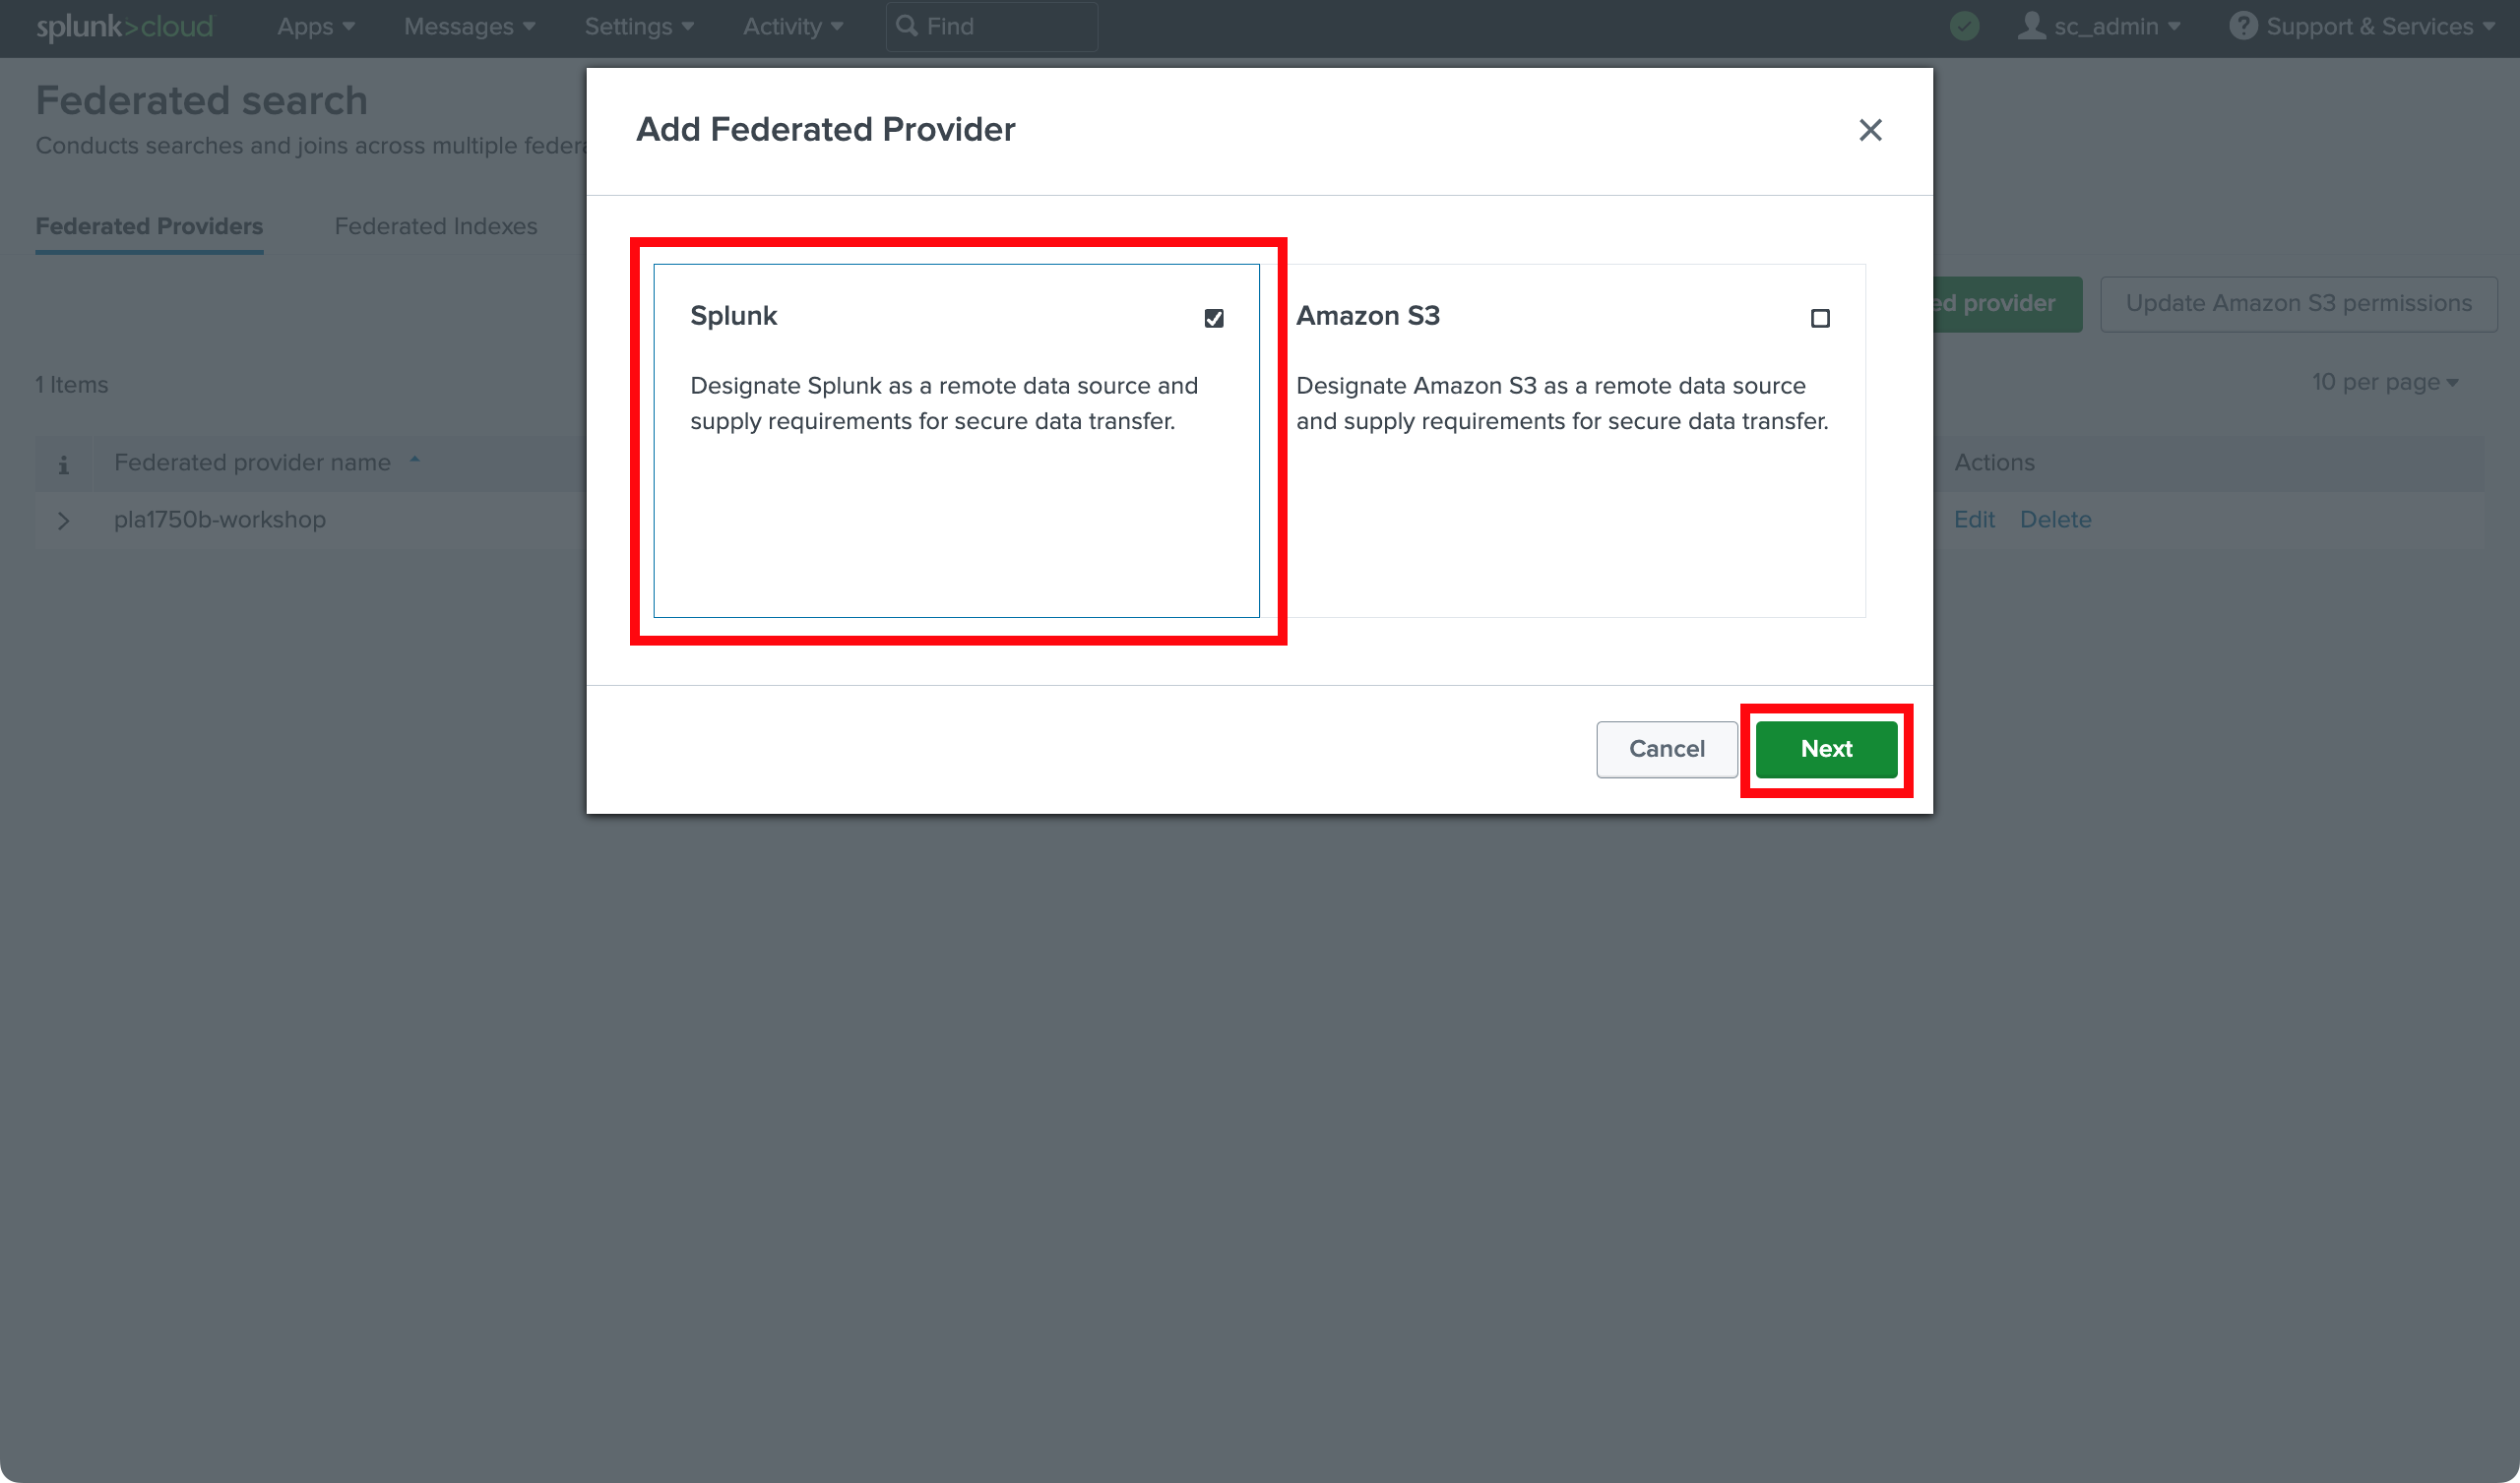 splunk>cloud Apps Messages Settings Activity Find sc_admin Support & Services
Federated search
Conducts searches and joins across multiple federa
Federated Providers Federated Indexes
ed provider Update Amazon S3 permissions
1 Items
10 per page
Federated provider name Actions
pla1750b-workshop Edit Delete
Add Federated Provider
Splunk
Designate Splunk as a remote data source and
supply requirements for secure data transfer.
Amazon S3
Designate Amazon S3 as a remote data source
and supply requirements for secure data transfer.
Cancel Next